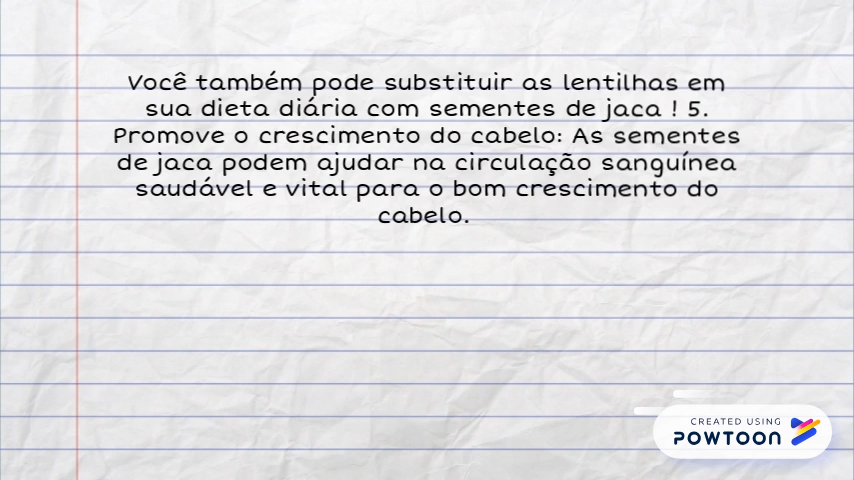 Você também pode substituir as lentilhas em
sua dieta diária com sementes de jaca ! 5.
Promove o crescimento do cabelo: As sementes
de jaca podem ajudar na circulação sanguínea
saudável e vital para o bom crescimento do
cabelo.
CREATED USING
POWTOON